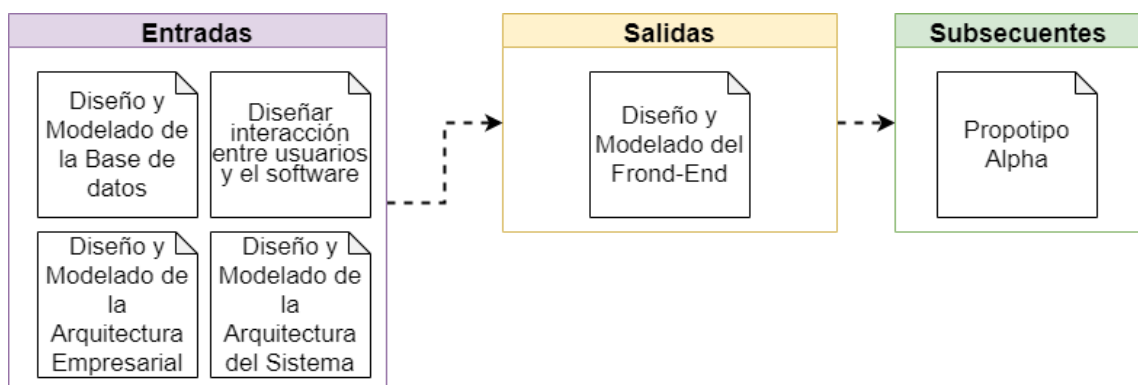 Entradas
Diseño y
Modelado de
la Base de
datos
Diseñar
interacción
entre usuarios
y el software
Diseño y
Modelado de
la
Arquitectura
Empresarial
Diseño y
Modelado de
la
Arquitectura
del Sistema
Salidas
Diseño y
Modelado del
Frond-End
Subsecuentes
Propotipo
Alpha